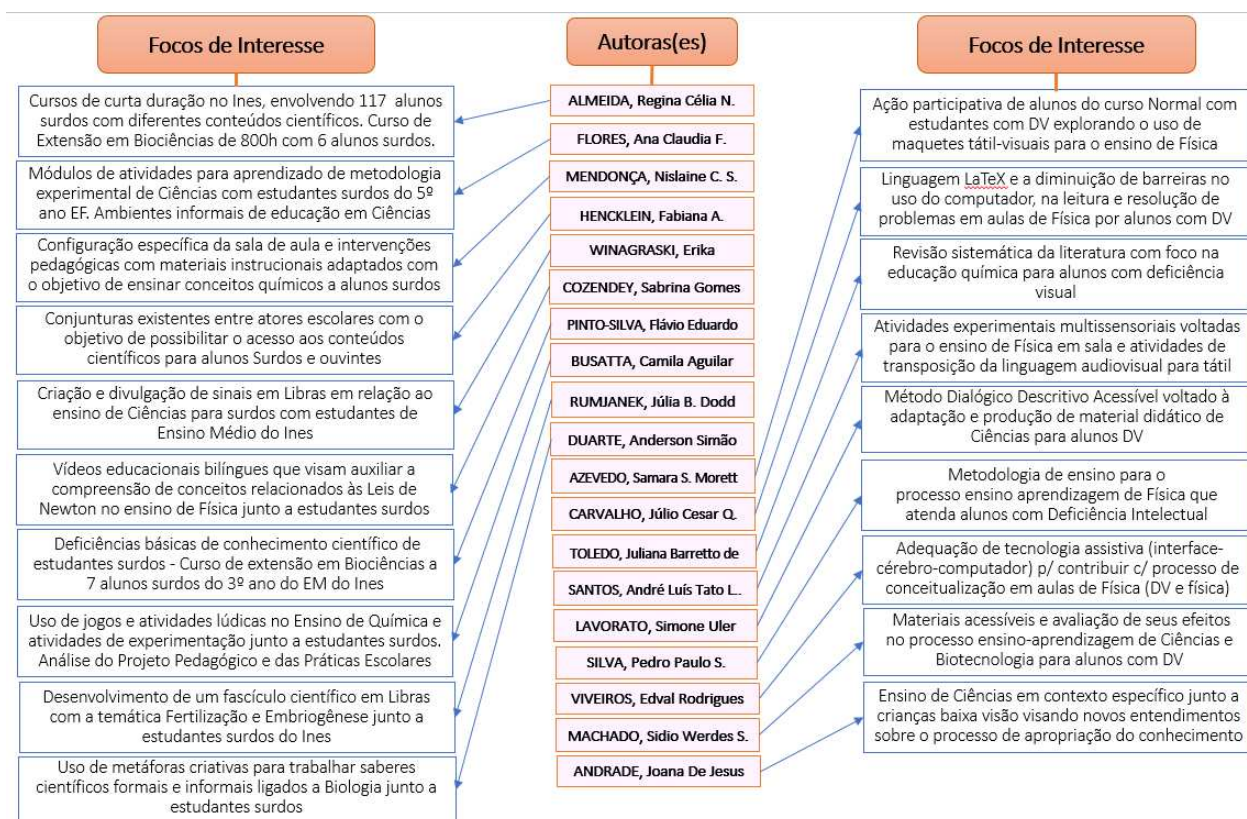 Focos de Interesse
Cursos de curta duração no Ines, envolvendo 117 alunos
surdos com diferentes conteúdos científicos. Curso de
Extensão em Biociências de 800h com 6 alunos surdos.
Módulos de atividades para aprendizado de metodologia
experimental de Ciências com estudantes surdos do 5º
ano EF. Ambientes informais de educação em Ciências
Configuração específica da sala de aula e intervenções
pedagógicas com materiais instrucionais adaptados com
o objetivo de ensinar conceitos químicos a alunos surdos
Conjunturas existentes entre atores escolares com o
objetivo de possibilitar o acesso aos conteúdos
científicos para alunos Surdos e ouvintes
Criação e divulgação de sinais em Libras em relação ao
ensino de Ciências para surdos com estudantes de
Ensino Médio do Ines
Vídeos educacionais bilíngues que visam auxiliar a
compreensão de conceitos relacionados às Leis de
Newton no ensino de Física junto a estudantes surdos
Deficiências básicas de conhecimento científico de
estudantes surdos - Curso de extensão em Biociências a
7 alunos surdos do 3º ano do EM do Ines
Uso de jogos e atividades lúdicas no Ensino de Química e
atividades de experimentação junto a estudantes surdos.
Análise do Projeto Pedagógico e das Práticas Escolares
Desenvolvimento de um fascículo científico em Libras
com a temática Fertilização e Embriogênese junto a
estudantes surdos do Ines
Uso de metáforas criativas para trabalhar saberes
científicos formais e informais ligados a Biologia junto a
estudantes surdos
Autoras(es)
ALMEIDA, Regina Célia N.
FLORES, Ana Claudia F.
MENDONÇA, Nislaine C. S.
HENCKLEIN, Fabiana A.
WINAGRASKI, Erika
COZENDEY, Sabrina Gomes
PINTO-SILVA, Flávio Eduardo
BUSATTA, Camila Aguilar
RUMJANEK, Júlia B. Dodd
DUARTE, Anderson Simão
AZEVEDO, Samara S. Morett
CARVALHO, Júlio Cesar Q.
TOLEDO, Juliana Barretto de
SANTOS, André Luís Tato L..
LAVORATO, Simone Uler
SILVA, Pedro Paulo S.
VIVEIROS, Edval Rodrigues
MACHADO, Sidio Werdes S.
ANDRADE, Joana De Jesus
Focos de Interesse
Ação participativa de alunos do curso Normal com
estudantes com DV explorando o uso de
maquetes tátil-visuais para o ensino de Física
Linguagem LaTeX e a diminuição de barreiras no
uso do computador, na leitura e resolução de
problemas em aulas de Física por alunos com DV
Revisão sistemática da literatura com foco na
educação química para alunos com deficiência
visual
Atividades experimentais multissensoriais voltadas
para o ensino de Física em sala e atividades de
transposição da linguagem audiovisual para tátil
Método Dialógico Descritivo Acessível voltado à
adaptação e produção de material didático de
Ciências para alunos DV
Metodologia de ensino para o
processo ensino aprendizagem de Física que
atenda alunos com Deficiência Intelectual
Adequação de tecnologia assistiva (interface-
cérebro-computador) p/ contribuir c/ processo de
conceitualização em aulas de Física (DV e física)
Materiais acessíveis e avaliação de seus efeitos
no processo ensino-aprendizagem de Ciências e
Biotecnologia para alunos com DV
Ensino de Ciências em contexto específico junto a
crianças baixa visão visando novos entendimentos
sobre o processo de apropriação do conhecimento